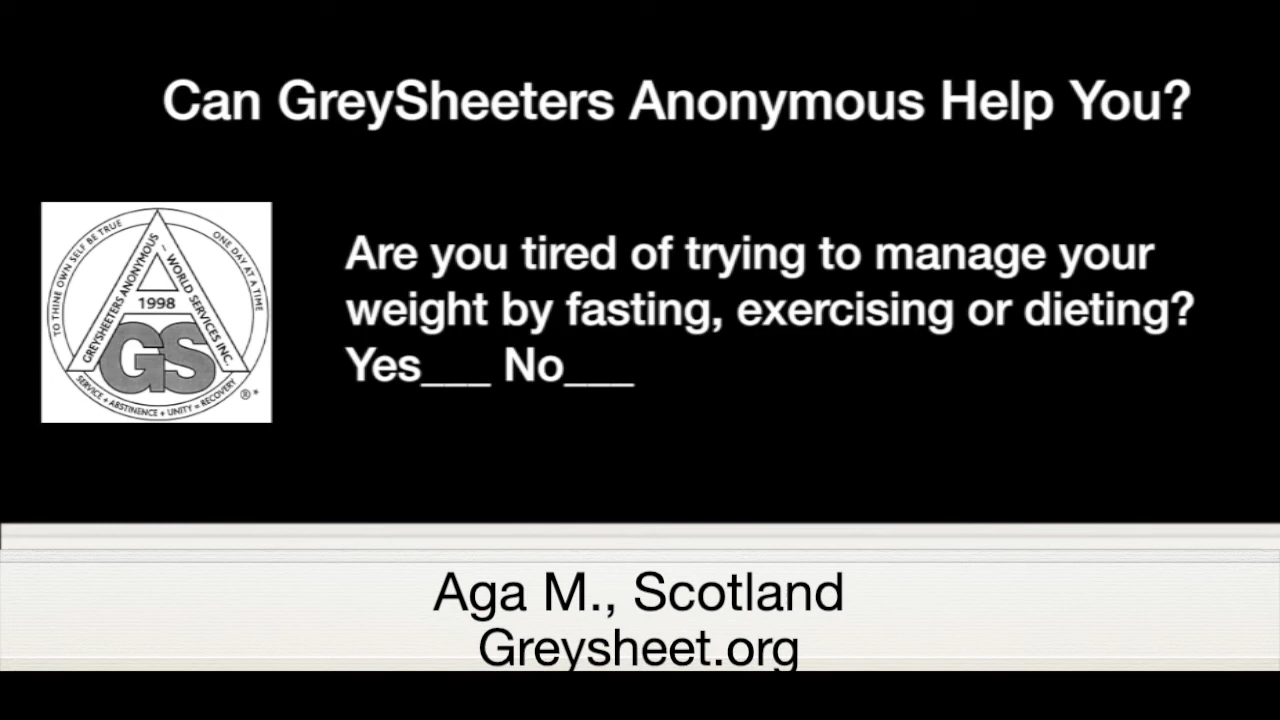 Can GreySheeters Anonymous Help You?
TO THINE OWN SELF BE TRUE
ONE DAY AT A TIME
GREYSHEETERS ANONYMOUS - WORLD SERVICES INC.
1998
GS
SERVICE + ABSTINENCE + UNITY = RECOVERY
®*
Are you tired of trying to manage your
weight by fasting, exercising or dieting?
Yes___ No___
Aga M., Scotland
Greysheet.org